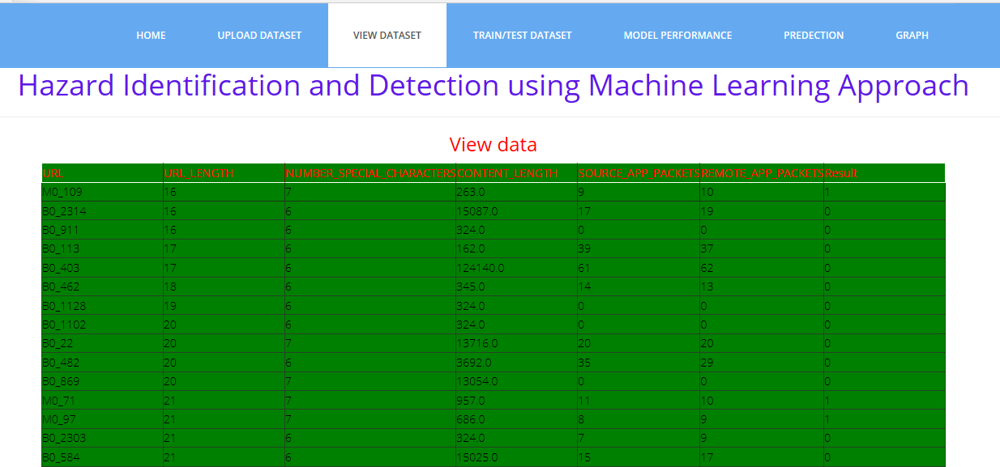 HOME UPLOAD DATASET VIEW DATASET TRAIN/TEST DATASET MODEL PERFORMANCE PREDECTION GRAPH
Hazard Identification and Detection using Machine Learning Approach
View data
URL URL_LENGTH NUMBER_SPECIAL_CHARACTERS CONTENT_LENGTH SOURCE_APP_PACKETS REMOTE_APP_PACKETS Result
M0_109 16 7 263.0 9 10 1
B0_2314 16 6 15087.0 17 19 0
B0_911 16 6 324.0 0 0 0
B0_113 17 6 162.0 39 37 0
B0_403 17 6 124140.0 61 62 0
B0_462 18 6 345.0 14 13 0
B0_1128 19 6 324.0 0 0 0
B0_1102 20 6 324.0 0 0 0
B0_22 20 7 13716.0 20 20 0
B0_482 20 6 3692.0 35 29 0
B0_869 20 7 13054.0 0 0 0
M0_71 21 7 957.0 11 10 1
M0_97 21 7 686.0 8 9 1
B0_2303 21 6 324.0 7 9 0
B0_584 21 6 15025.0 15 17 0